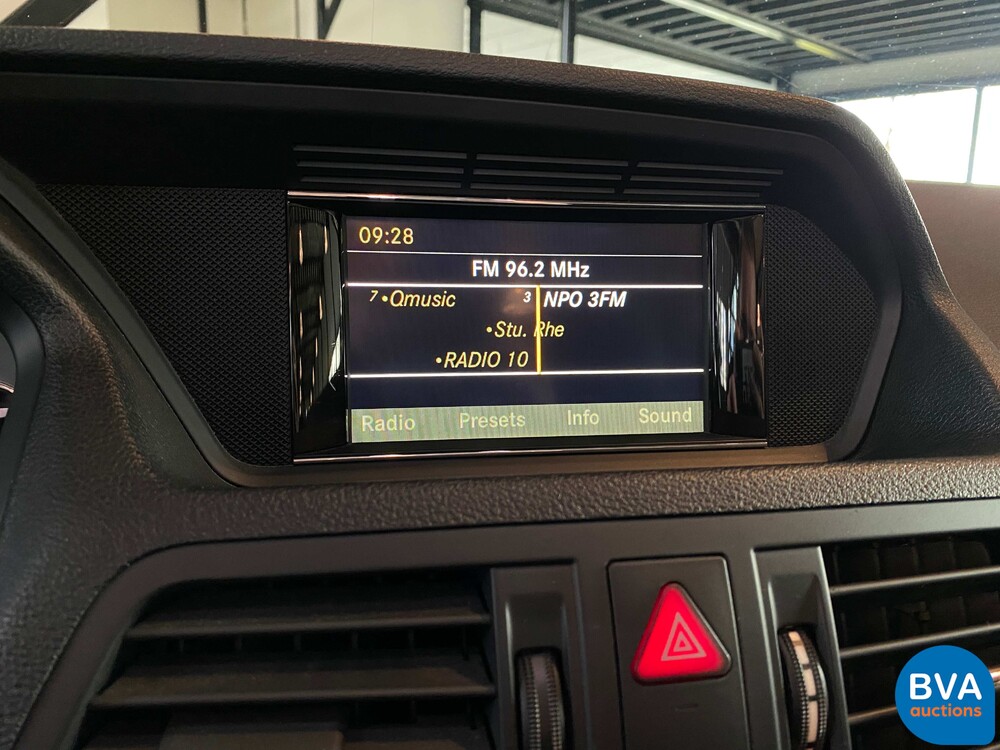 09:28
FM 96.2 MHz
7 •Qmusic 3 NPO 3FM
•Stu. Rhe
•RADIO 10
Radio Presets Info Sound
BVA
auctions